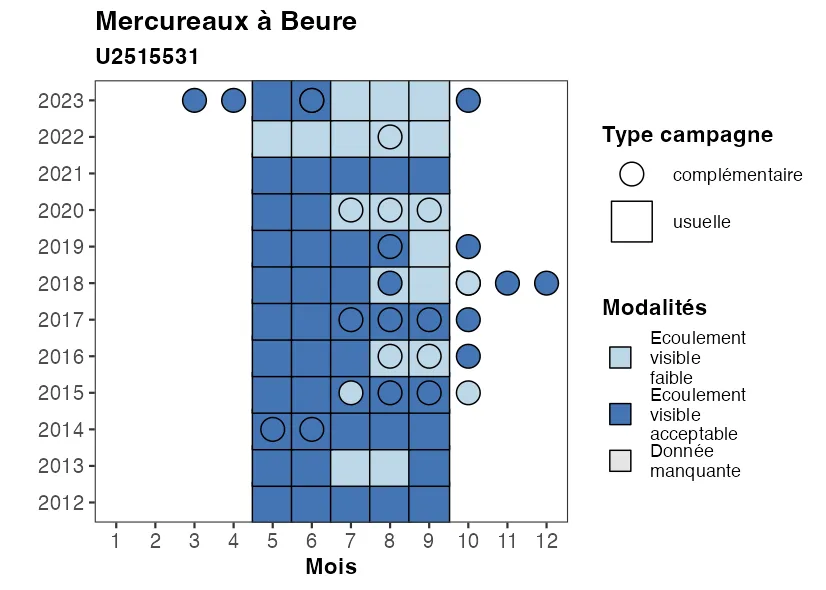 Mercureaux à Beure
U2515531
2023
2022
2021
2020
2019
2018
2017
2016
2015
2014
2013
2012
1 2 3 4 5 6 7 8 9 10 11 12
Mois
Type campagne
complémentaire
usuelle
Modalités
Ecoulement
visible
faible
Ecoulement
visible
acceptable
Donnée
manquante